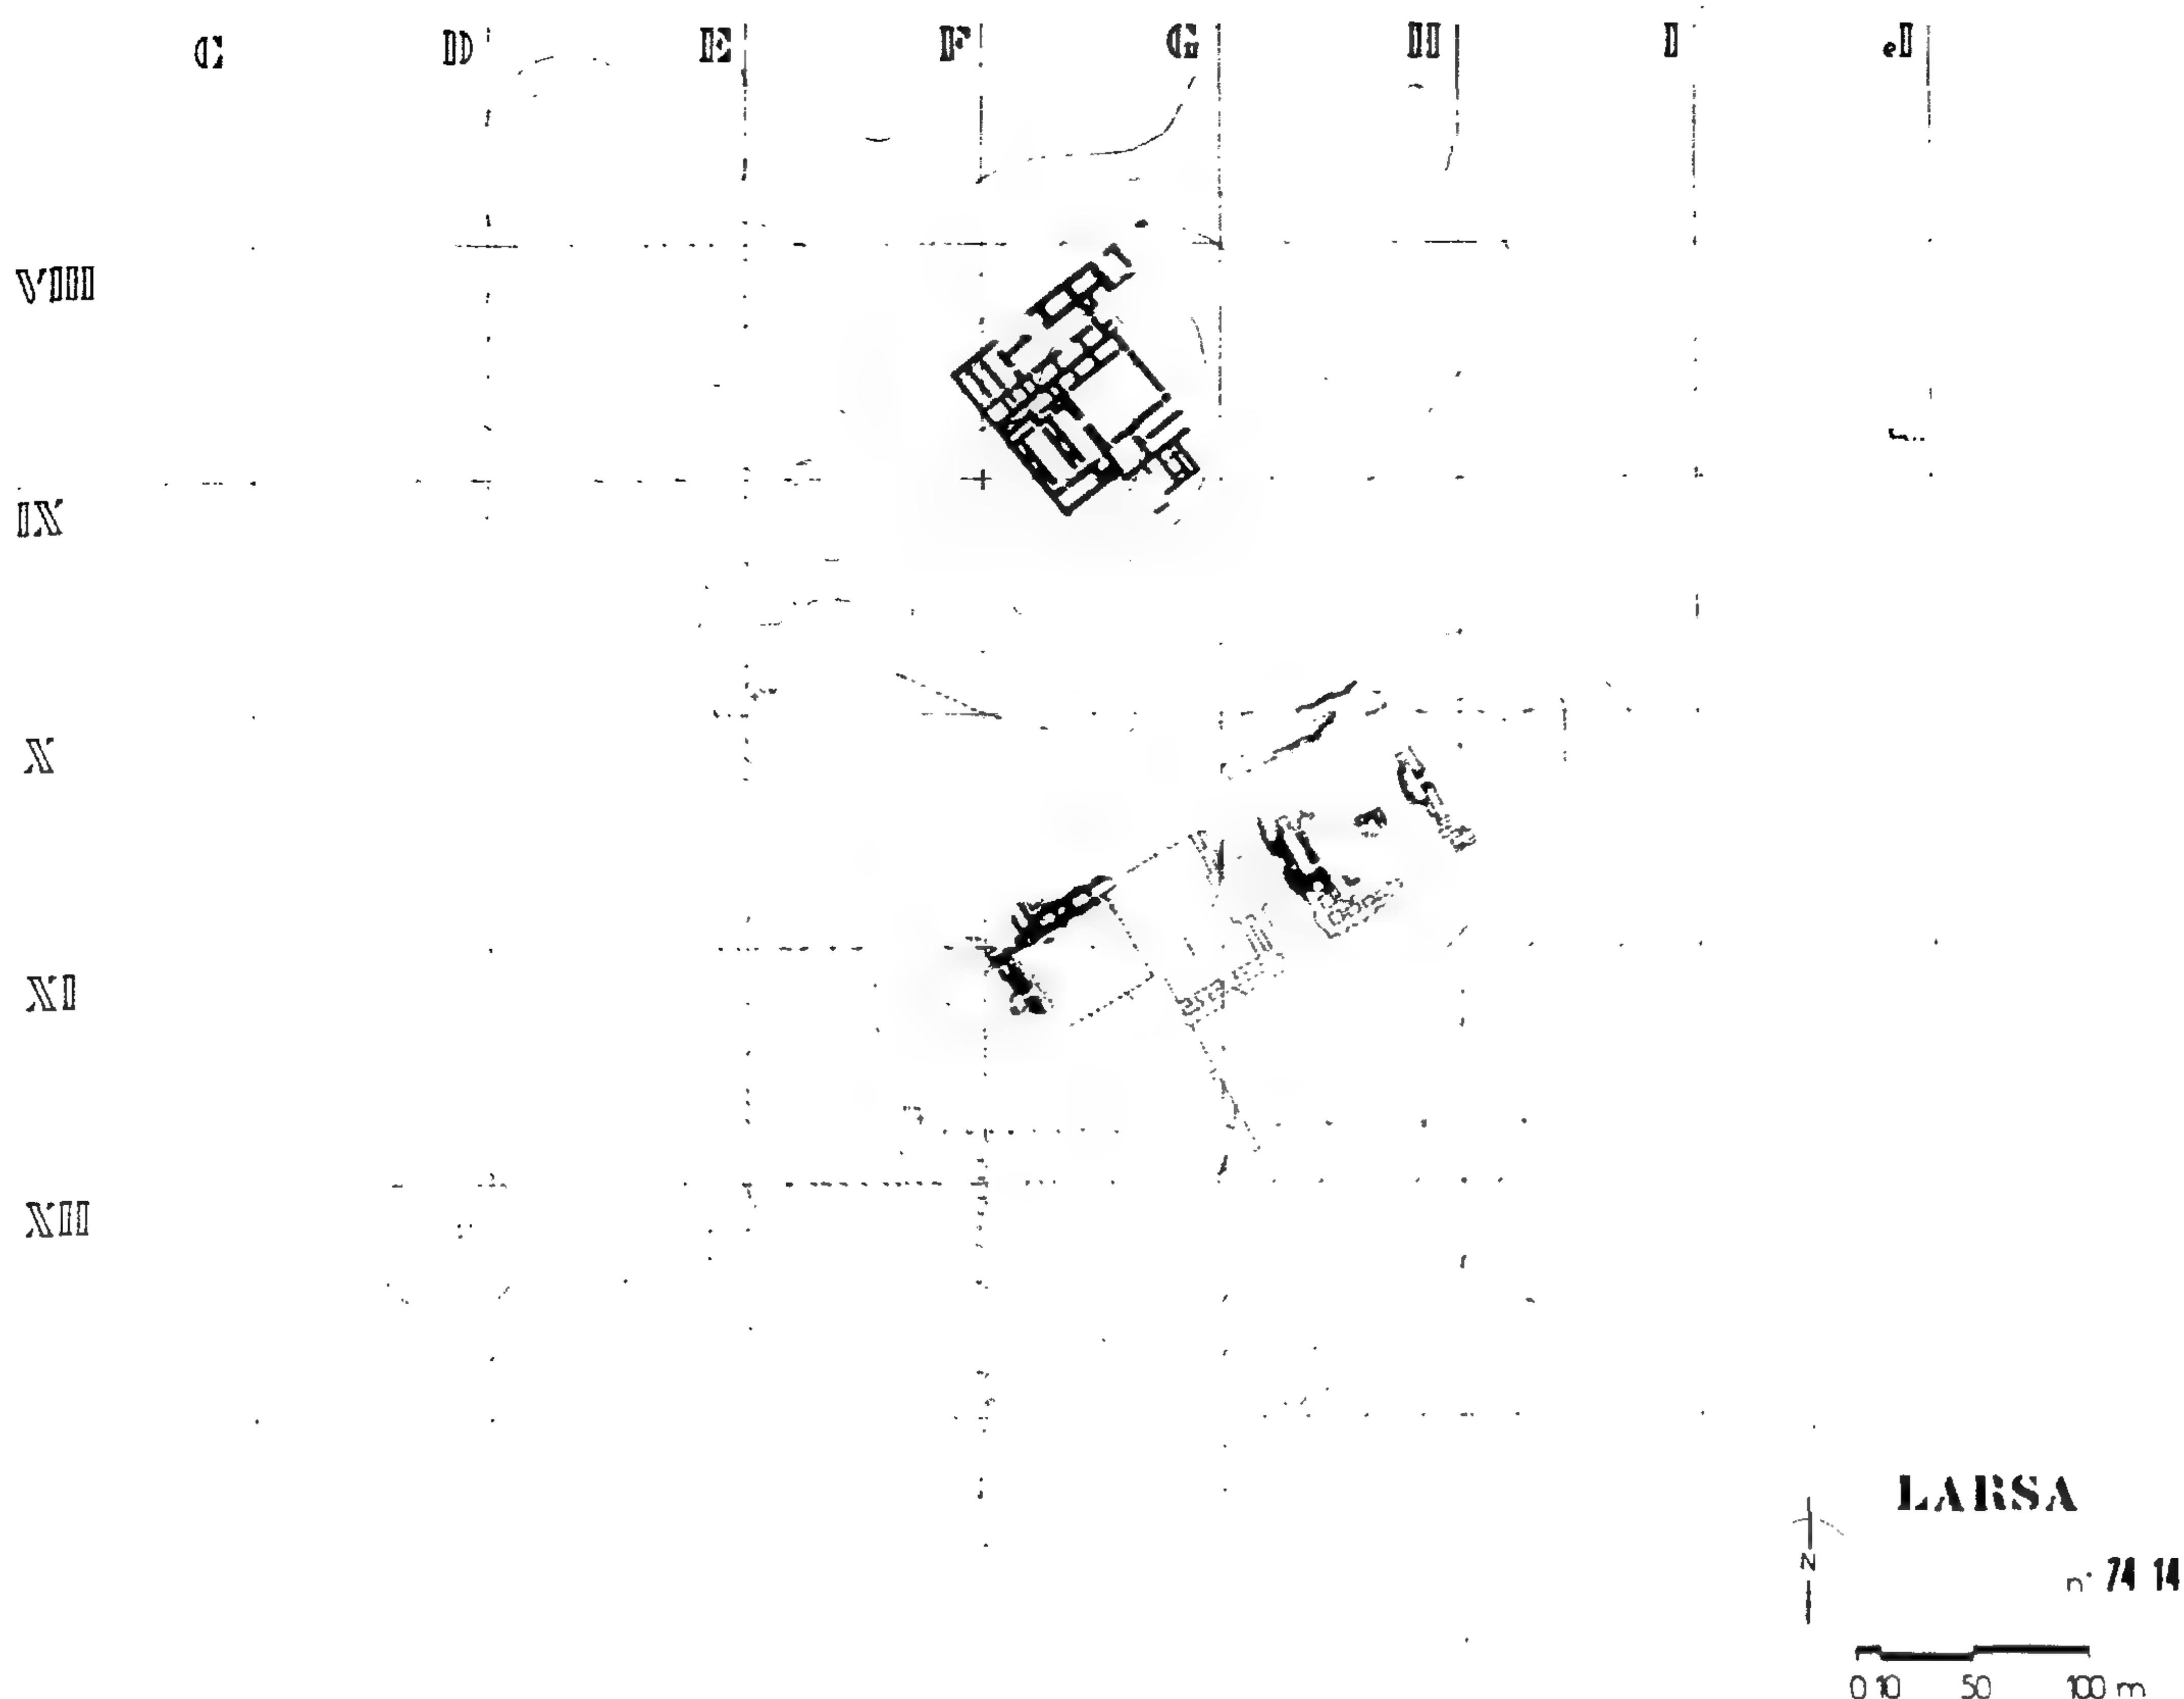 C D E F G H I J
VIII
IX
X
XI
XII
LARSA
N
n° 74 14
0 10 50 100 m